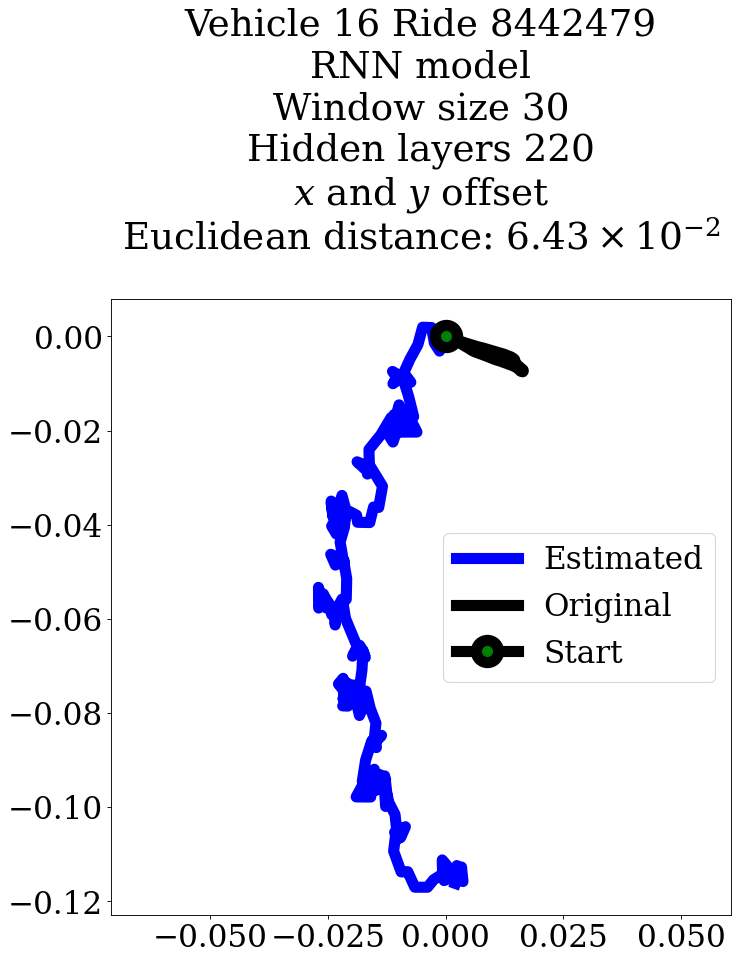 Vehicle 16 Ride 8442479
RNN model
Window size 30
Hidden layers 220
x and y offset
Euclidean distance: 6.43 × 10⁻²
0.00
−0.02
−0.04
−0.06
−0.08
−0.10
−0.12
Estimated
Original
Start
−0.050 −0.025 0.000 0.025 0.050